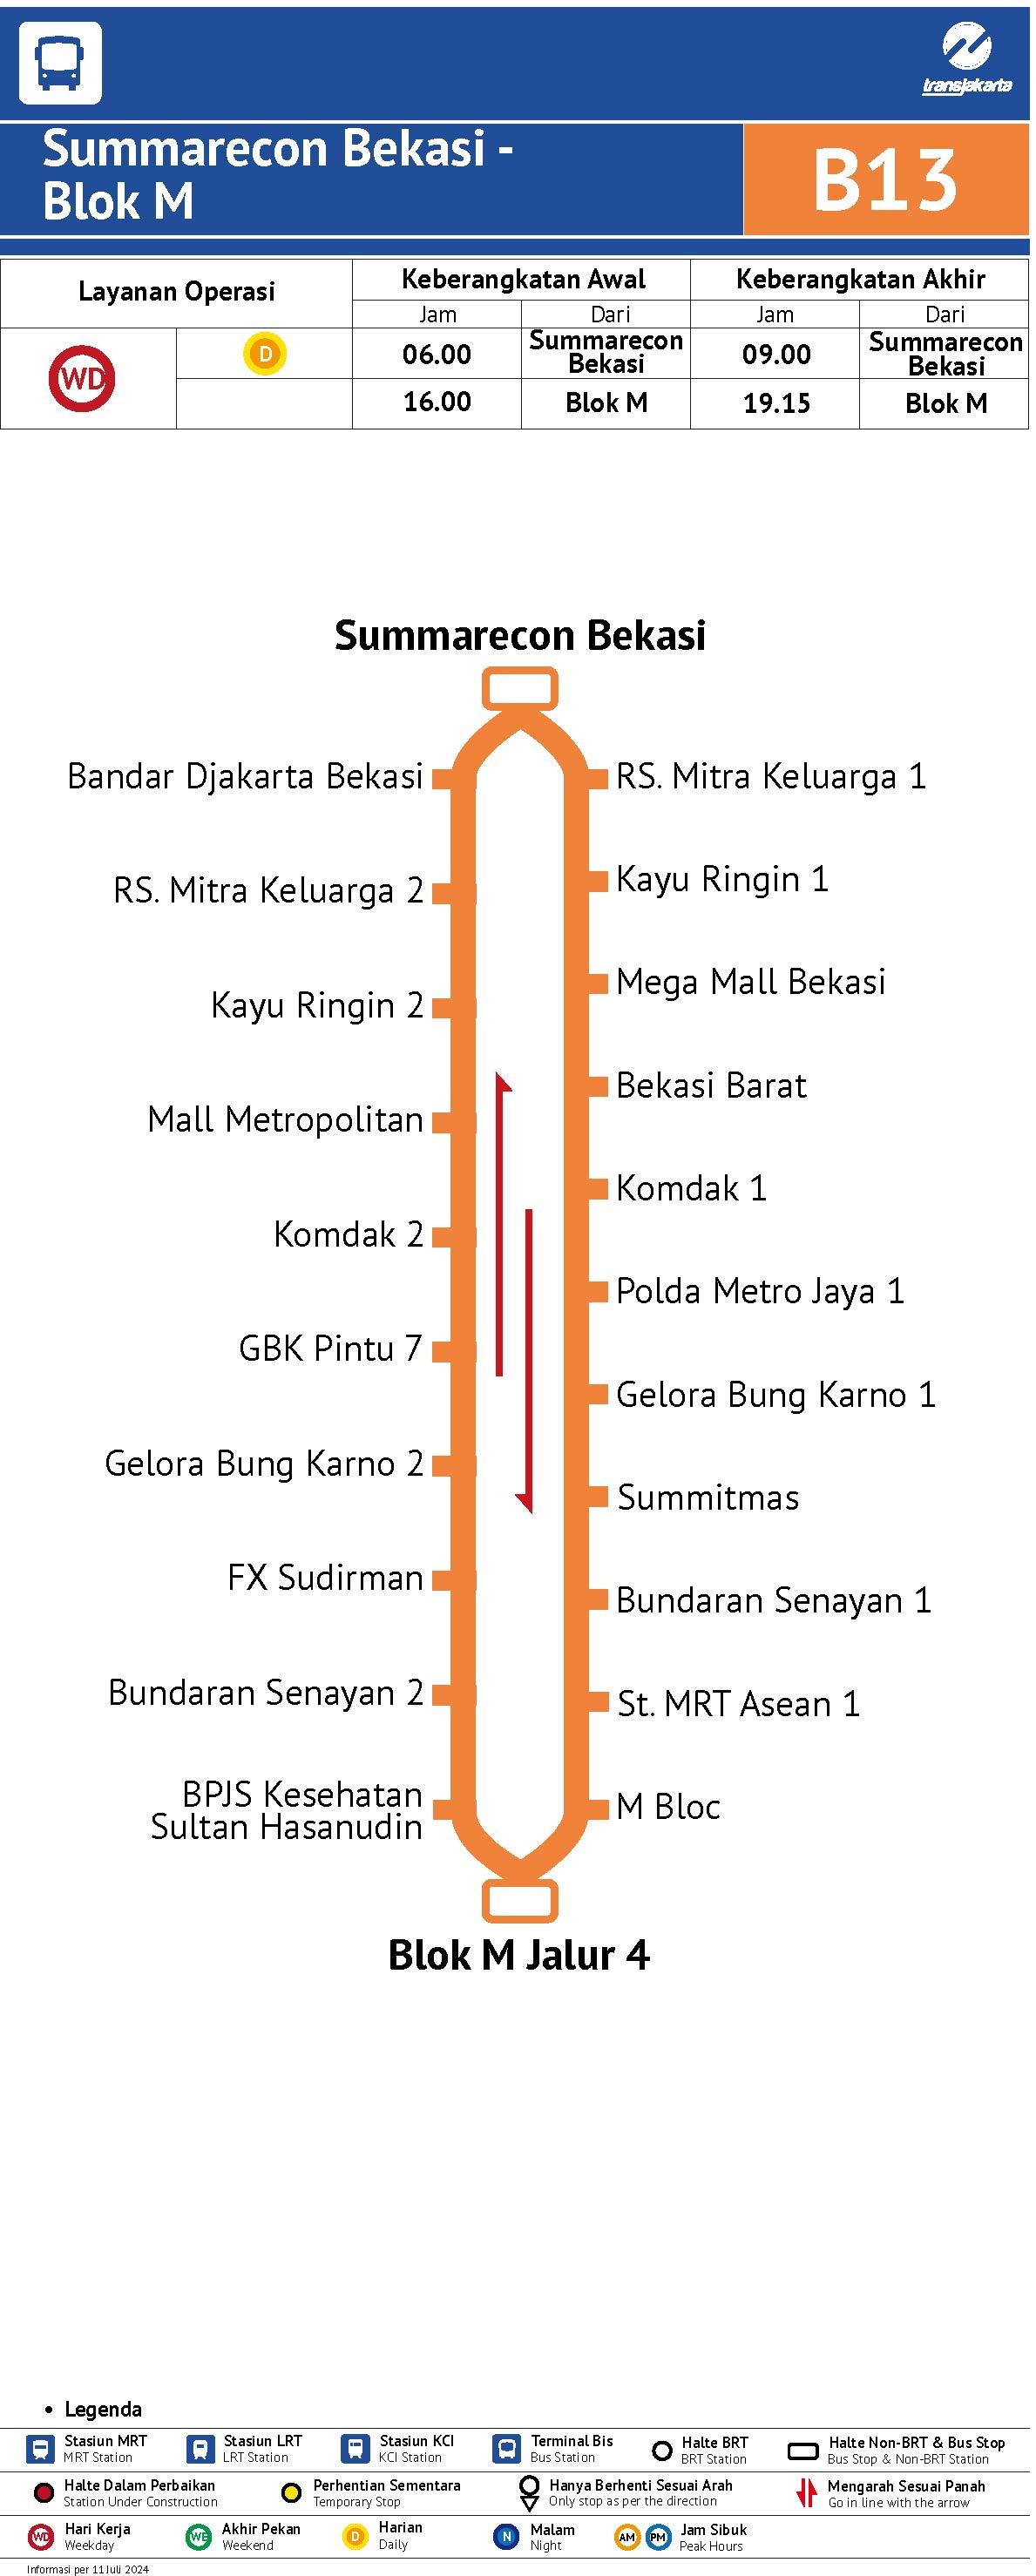 transjakarta
Summarecon Bekasi -
Blok M
B13
Layanan Operasi
Keberangkatan Awal
Keberangkatan Akhir
Jam
Dari
Jam
Dari
WD
D
06.00
Summarecon
Bekasi
09.00
Summarecon
Bekasi
16.00
Blok M
19.15
Blok M
Summarecon Bekasi
Bandar Djakarta Bekasi
RS. Mitra Keluarga 2
Kayu Ringin 2
Mall Metropolitan
Komdak 2
GBK Pintu 7
Gelora Bung Karno 2
FX Sudirman
Bundaran Senayan 2
BPJS Kesehatan
Sultan Hasanudin
RS. Mitra Keluarga 1
Kayu Ringin 1
Mega Mall Bekasi
Bekasi Barat
Komdak 1
Polda Metro Jaya 1
Gelora Bung Karno 1
Summitmas
Bundaran Senayan 1
St. MRT Asean 1
M Bloc
Blok M Jalur 4
• Legenda
Stasiun MRT
MRT Station
Stasiun LRT
LRT Station
Stasiun KCI
KCI Station
Terminal Bis
Bus Station
Halte BRT
BRT Station
Halte Non-BRT & Bus Stop
Bus Stop & Non-BRT Station
Halte Dalam Perbaikan
Station Under Construction
Perhentian Sementara
Temporary Stop
Hanya Berhenti Sesuai Arah
Only stop as per the direction
Mengarah Sesuai Panah
Go in line with the arrow
WD
Hari Kerja
Weekday
WE
Akhir Pekan
Weekend
D
Harian
Daily
N
Malam
Night
AM
PM
Jam Sibuk
Peak Hours
Informasi per 11 Juli 2024